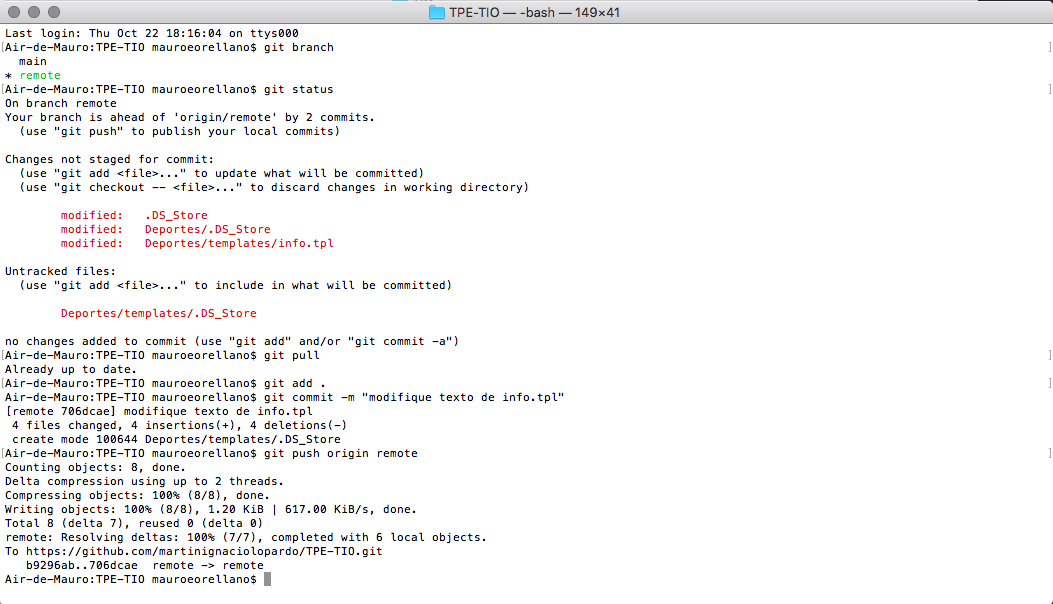 TPE-TIO — -bash — 149×41
Last login: Thu Oct 22 18:16:04 on ttys000
[Air-de-Mauro:TPE-TIO mauroeorellano$ git branch ]
  main
* remote
[Air-de-Mauro:TPE-TIO mauroeorellano$ git status ]
On branch remote
Your branch is ahead of 'origin/remote' by 2 commits.
  (use "git push" to publish your local commits)
Changes not staged for commit:
  (use "git add <file>..." to update what will be committed)
  (use "git checkout -- <file>..." to discard changes in working directory)
        modified:   .DS_Store
        modified:   Deportes/.DS_Store
        modified:   Deportes/templates/info.tpl
Untracked files:
  (use "git add <file>..." to include in what will be committed)
        Deportes/templates/.DS_Store
no changes added to commit (use "git add" and/or "git commit -a")
[Air-de-Mauro:TPE-TIO mauroeorellano$ git pull ]
Already up to date.
[Air-de-Mauro:TPE-TIO mauroeorellano$ git add . ]
Air-de-Mauro:TPE-TIO mauroeorellano$ git commit -m "modifique texto de info.tpl"
[remote 706dcae] modifique texto de info.tpl
 4 files changed, 4 insertions(+), 4 deletions(-)
 create mode 100644 Deportes/templates/.DS_Store
[Air-de-Mauro:TPE-TIO mauroeorellano$ git push origin remote ]
Counting objects: 8, done.
Delta compression using up to 2 threads.
Compressing objects: 100% (8/8), done.
Writing objects: 100% (8/8), 1.20 KiB | 617.00 KiB/s, done.
Total 8 (delta 7), reused 0 (delta 0)
remote: Resolving deltas: 100% (7/7), completed with 6 local objects.
To https://github.com/martinignaciolopardo/TPE-TIO.git
   b9296ab..706dcae  remote -> remote
Air-de-Mauro:TPE-TIO mauroeorellano$